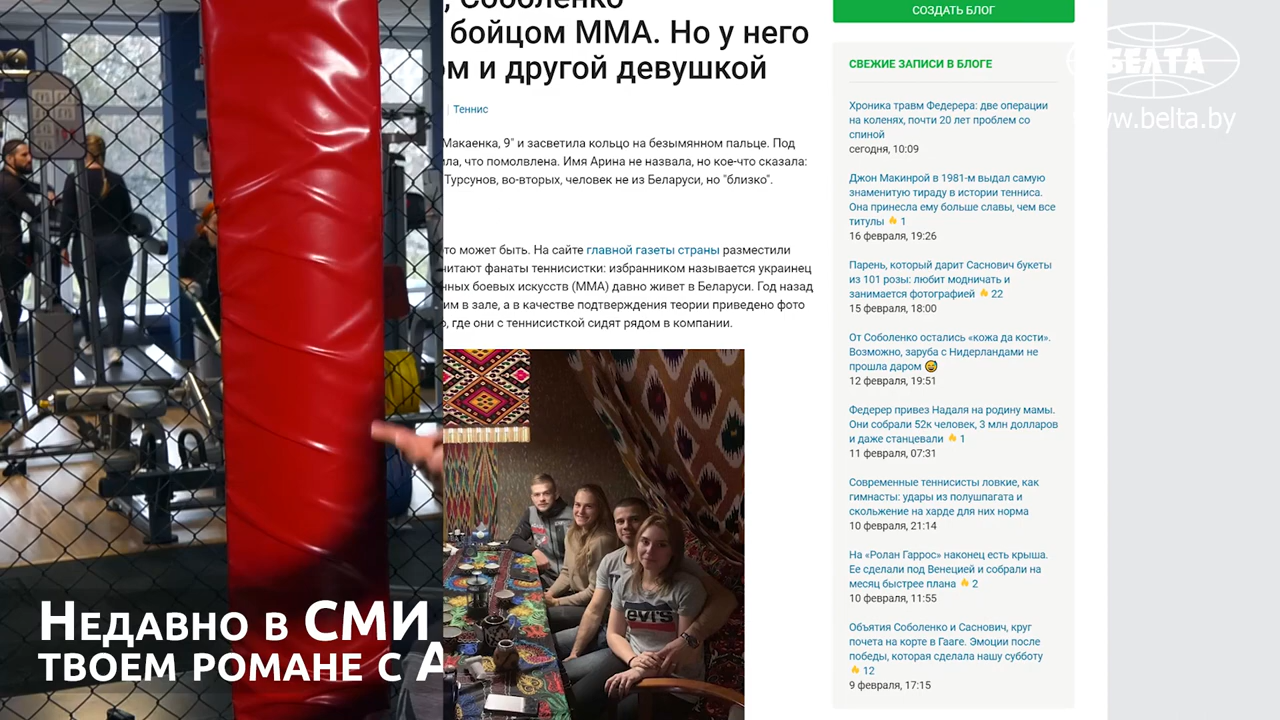 , Соболенко
бойцом ММА. Но у него
ом и другой девушкой
Теннис
Макаенка, 9" и засветила кольцо на безымянном пальце. Под
ла, что помолвлена. Имя Арина не назвала, но кое-что сказала:
Турсунов, во-вторых, человек не из Беларуси, но "близко".
то может быть. На сайте главной газеты страны разместили
читают фанаты теннисистки: избранником называется украинец
нных боевых искусств (ММА) давно живет в Беларуси. Год назад
им в зале, а в качестве подтверждения теории приведено фото
о, где они с теннисисткой сидят рядом в компании.
LEVI'S
Недавно в СМИ
твоем романе с А
СОЗДАТЬ БЛОГ
СВЕЖИЕ ЗАПИСИ В БЛОГЕ
Хроника травм Федерера: две операции
на коленях, почти 20 лет проблем со
спиной
сегодня, 10:09
Джон Макинрой в 1981-м выдал самую
знаменитую тираду в истории тенниса.
Она принесла ему больше славы, чем все
титулы 🔥 1
16 февраля, 19:26
Парень, который дарит Саснович букеты
из 101 розы: любит модничать и
занимается фотографией 🔥 22
15 февраля, 18:00
От Соболенко остались «кожа да кости».
Возможно, заруба с Нидерландами не
прошла даром 😅
12 февраля, 19:51
Федерер привез Надаля на родину мамы.
Они собрали 52к человек, 3 млн долларов
и даже станцевали 🔥 1
11 февраля, 07:31
Современные теннисисты ловкие, как
гимнасты: удары из полушпагата и
скольжение на харде для них норма
10 февраля, 21:14
На «Ролан Гаррос» наконец есть крыша.
Ее сделали под Венецией и собрали на
месяц быстрее плана 🔥 2
10 февраля, 11:55
Объятия Соболенко и Саснович, круг
почета на корте в Гааге. Эмоции после
победы, которая сделала нашу субботу
🔥 12
9 февраля, 17:15
БЕЛТА
www.belta.by